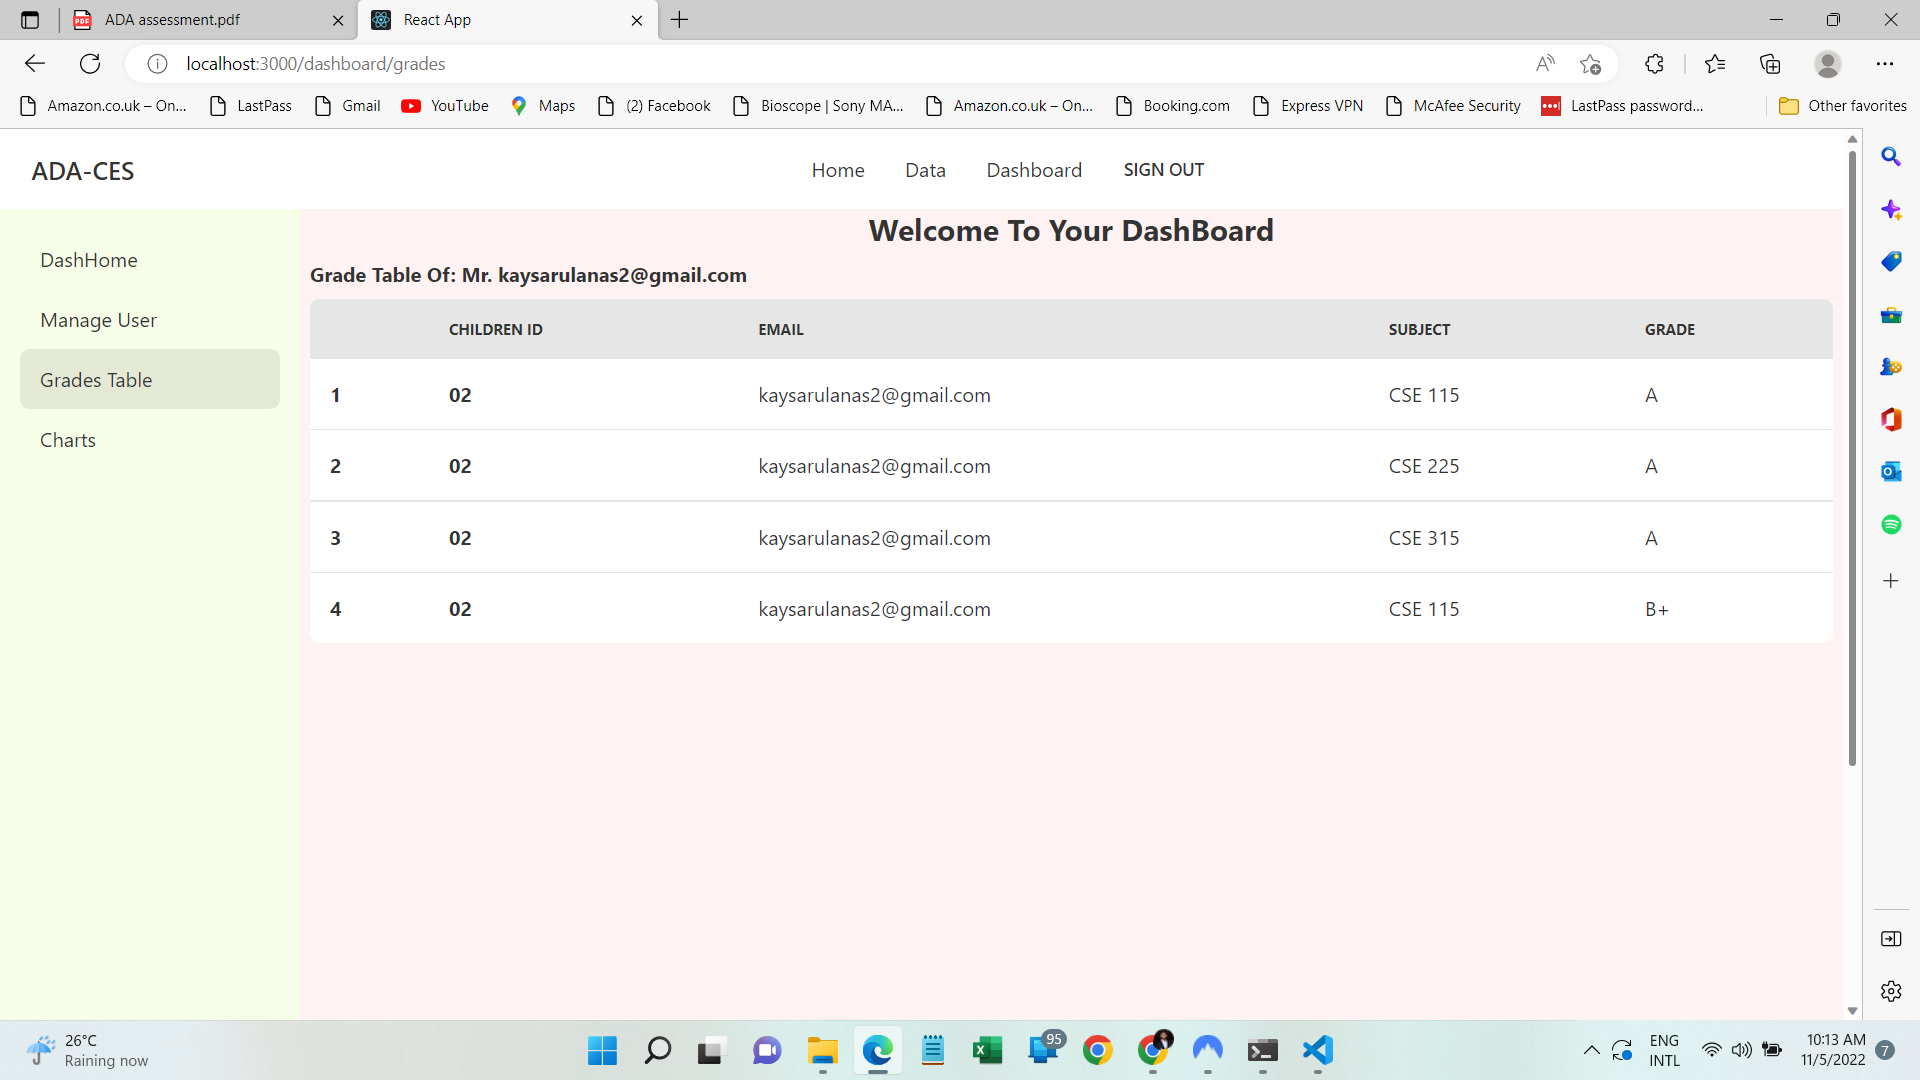 ADA assessment.pdf
React App
localhost:3000/dashboard/grades
Amazon.co.uk – On...
LastPass
Gmail
YouTube
Maps
(2) Facebook
Bioscope | Sony MA...
Amazon.co.uk – On...
Booking.com
Express VPN
McAfee Security
LastPass password...
Other favorites
ADA-CES
Home
Data
Dashboard
SIGN OUT
DashHome
Manage User
Grades Table
Charts
Welcome To Your DashBoard
Grade Table Of: Mr. kaysarulanas2@gmail.com
CHILDREN ID EMAIL SUBJECT GRADE
1 02 kaysarulanas2@gmail.com CSE 115 A
2 02 kaysarulanas2@gmail.com CSE 225 A
3 02 kaysarulanas2@gmail.com CSE 315 A
4 02 kaysarulanas2@gmail.com CSE 115 B+
26°C
Raining now
95
ENG
INTL
10:13 AM
11/5/2022
7